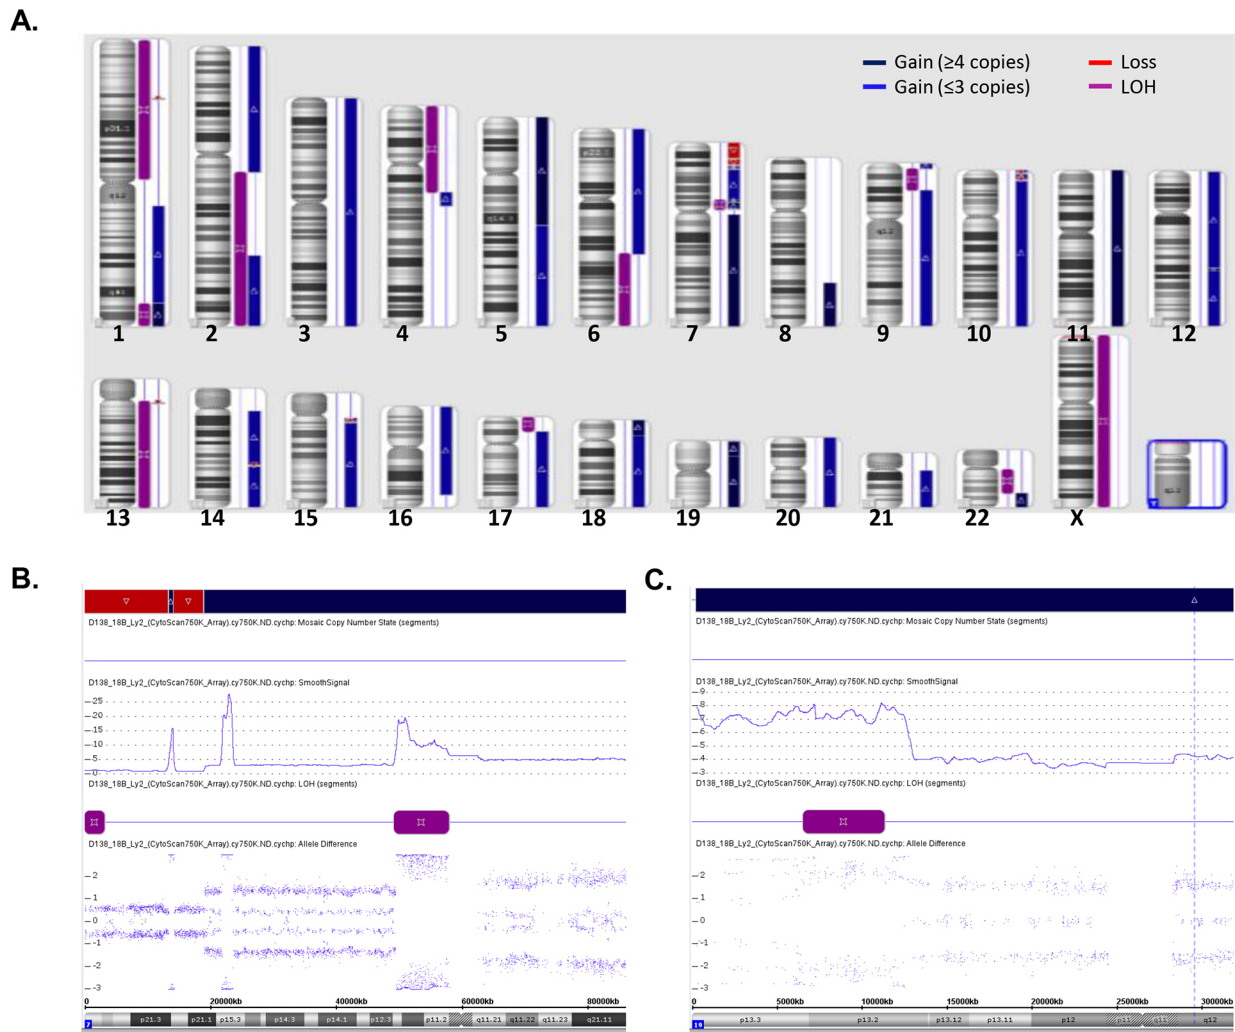 A.
Gain (≥4 copies)
Loss
Gain (≤3 copies)
LOH
1 2 3 4 5 6 7 8 9 10 11 12
13 14 15 16 17 18 19 20 21 22 X
B.
D138_18B_Ly2_(CytoScan750K_Array).cy750K.ND.cychp: Mosaic Copy Number State (segments)
D138_18B_Ly2_(CytoScan750K_Array).cy750K.ND.cychp: SmoothSignal
25
20
15
10
5
0
D138_18B_Ly2_(CytoScan750K_Array).cy750K.ND.cychp: LOH (segments)
D138_18B_Ly2_(CytoScan750K_Array).cy750K.ND.cychp: Allele Difference
2
1
0
-1
-2
-3
0 20000kb 40000kb 60000kb 80000kb
p21.3 p21.1 p15.3 p14.3 p14.1 p12.3 p11.2 q11.21 q11.22 q11.23 q21.11
7
C.
D138_18B_Ly2_(CytoScan750K_Array).cy750K.ND.cychp: Mosaic Copy Number State (segments)
D138_18B_Ly2_(CytoScan750K_Array).cy750K.ND.cychp: SmoothSignal
9
8
7
6
5
4
3
D138_18B_Ly2_(CytoScan750K_Array).cy750K.ND.cychp: LOH (segments)
D138_18B_Ly2_(CytoScan750K_Array).cy750K.ND.cychp: Allele Difference
2
1
0
-1
-2
-3
0 5000kb 10000kb 15000kb 20000kb 25000kb 30000kb
p13.3 p13.2 p13.12 p13.11 p12 p11 q11 q12
19